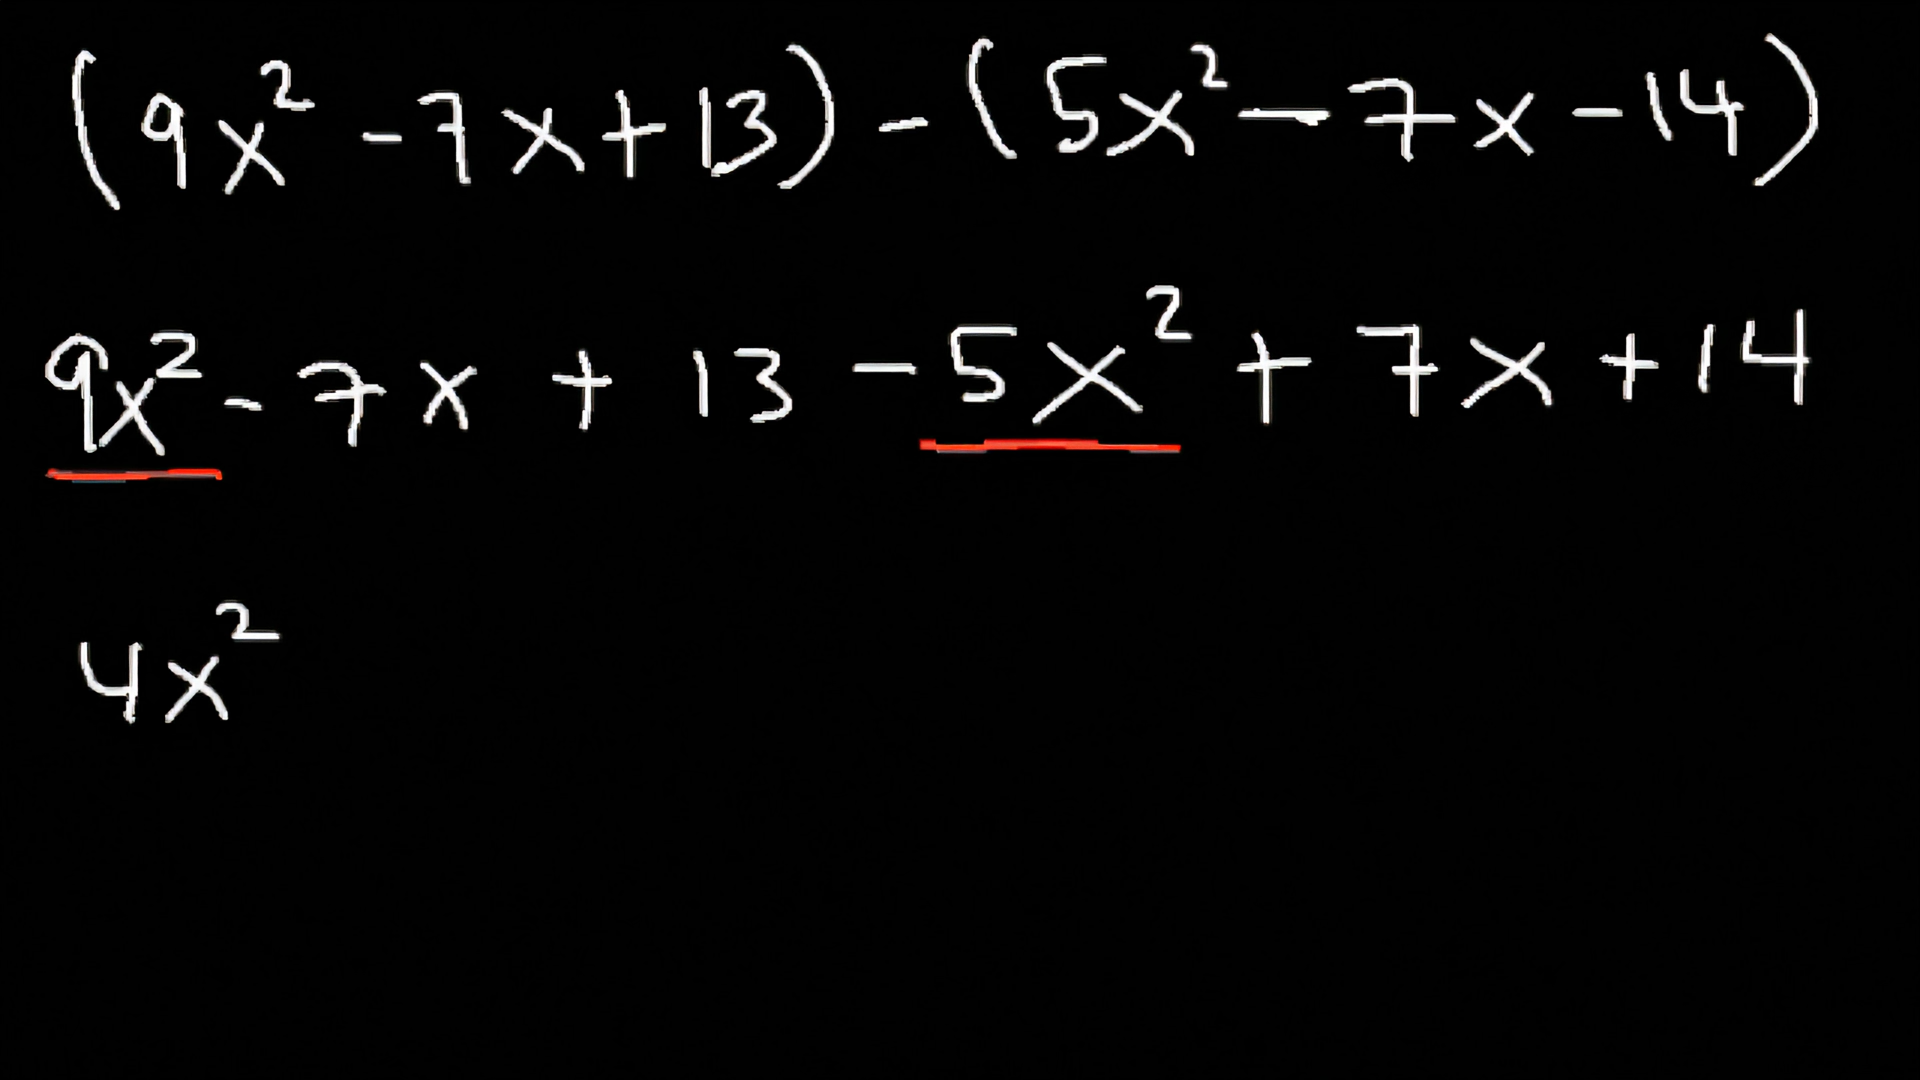 (9x² - 7x + 13) - (5x² - 7x - 14)
9x² - 7x + 13 - 5x² + 7x + 14
4x²